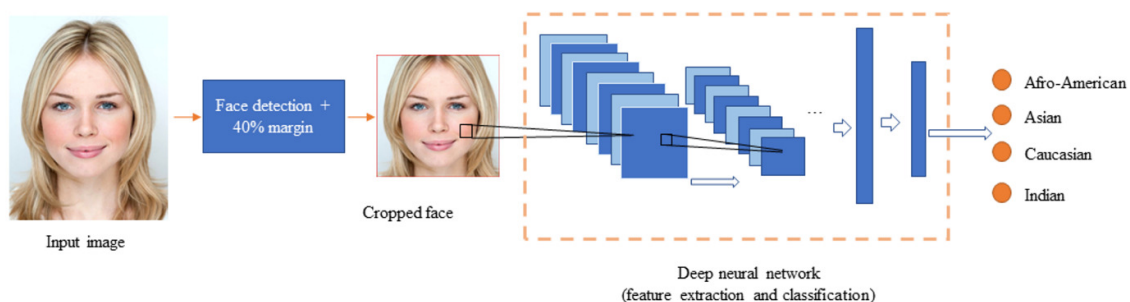 Input image
Face detection +
40% margin
Cropped face
...
Deep neural network
(feature extraction and classification)
Afro-American
Asian
Caucasian
Indian